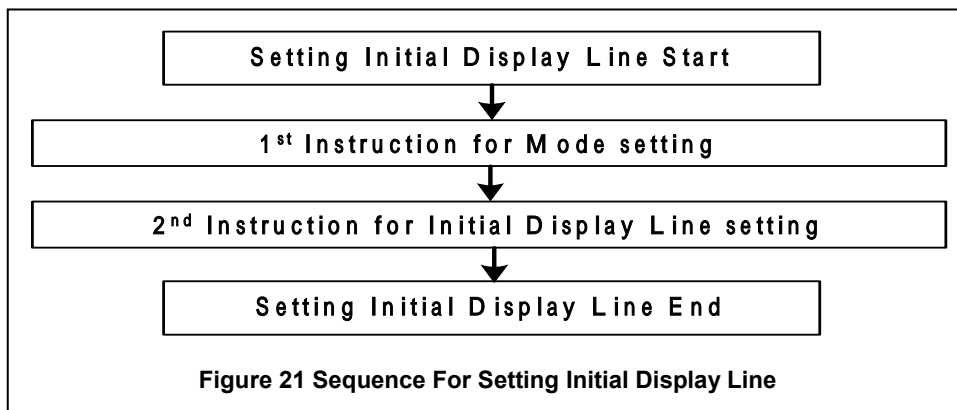 Setting Initial Display Line Start
1st Instruction for Mode setting
2nd Instruction for Initial Display Line setting
Setting Initial Display Line End
Figure 21 Sequence For Setting Initial Display Line